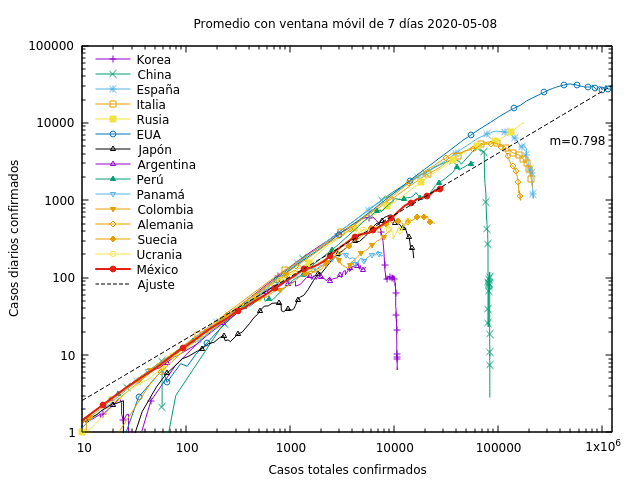 Promedio con ventana móvil de 7 días 2020-05-08
Casos diarios confirmados
100000
10000
1000
100
10
1
Korea
China
España
Italia
Rusia
EUA
Japón
Argentina
Perú
Panamá
Colombia
Alemania
Suecia
Ucrania
México
Ajuste
m=0.798
10
100
1000
10000
100000
1x10⁶
Casos totales confirmados